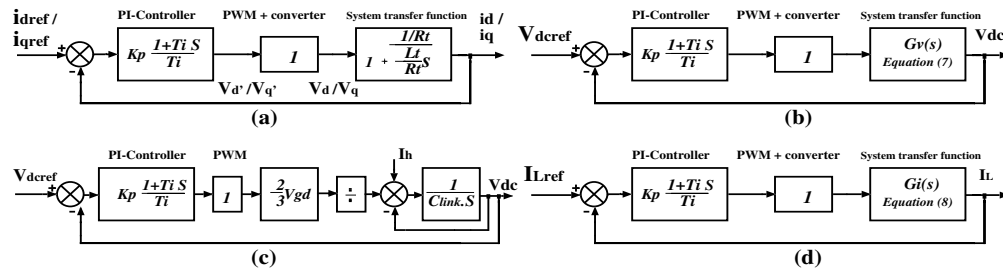 idref /
iqref
+
-
PI-Controller
Kp 1+Ti S
Ti
PWM + converter
1
System transfer function
1/Rt
1 + Lt
Rt S
id /
iq
Vd' /Vq'
Vd /Vq
(a)
Vdcref
+
-
PI-Controller
Kp 1+Ti S
Ti
PWM + converter
1
System transfer function
Gv(s)
Equation (7)
Vdc
(b)
Vdcref
+
-
PI-Controller
Kp 1+Ti S
Ti
PWM
1
2
3 Vgd
÷
Ih
-
1
Clink.S
Vdc
(c)
ILref
+
-
PI-Controller
Kp 1+Ti S
Ti
PWM + converter
1
System transfer function
Gi(s)
Equation (8)
IL
(d)